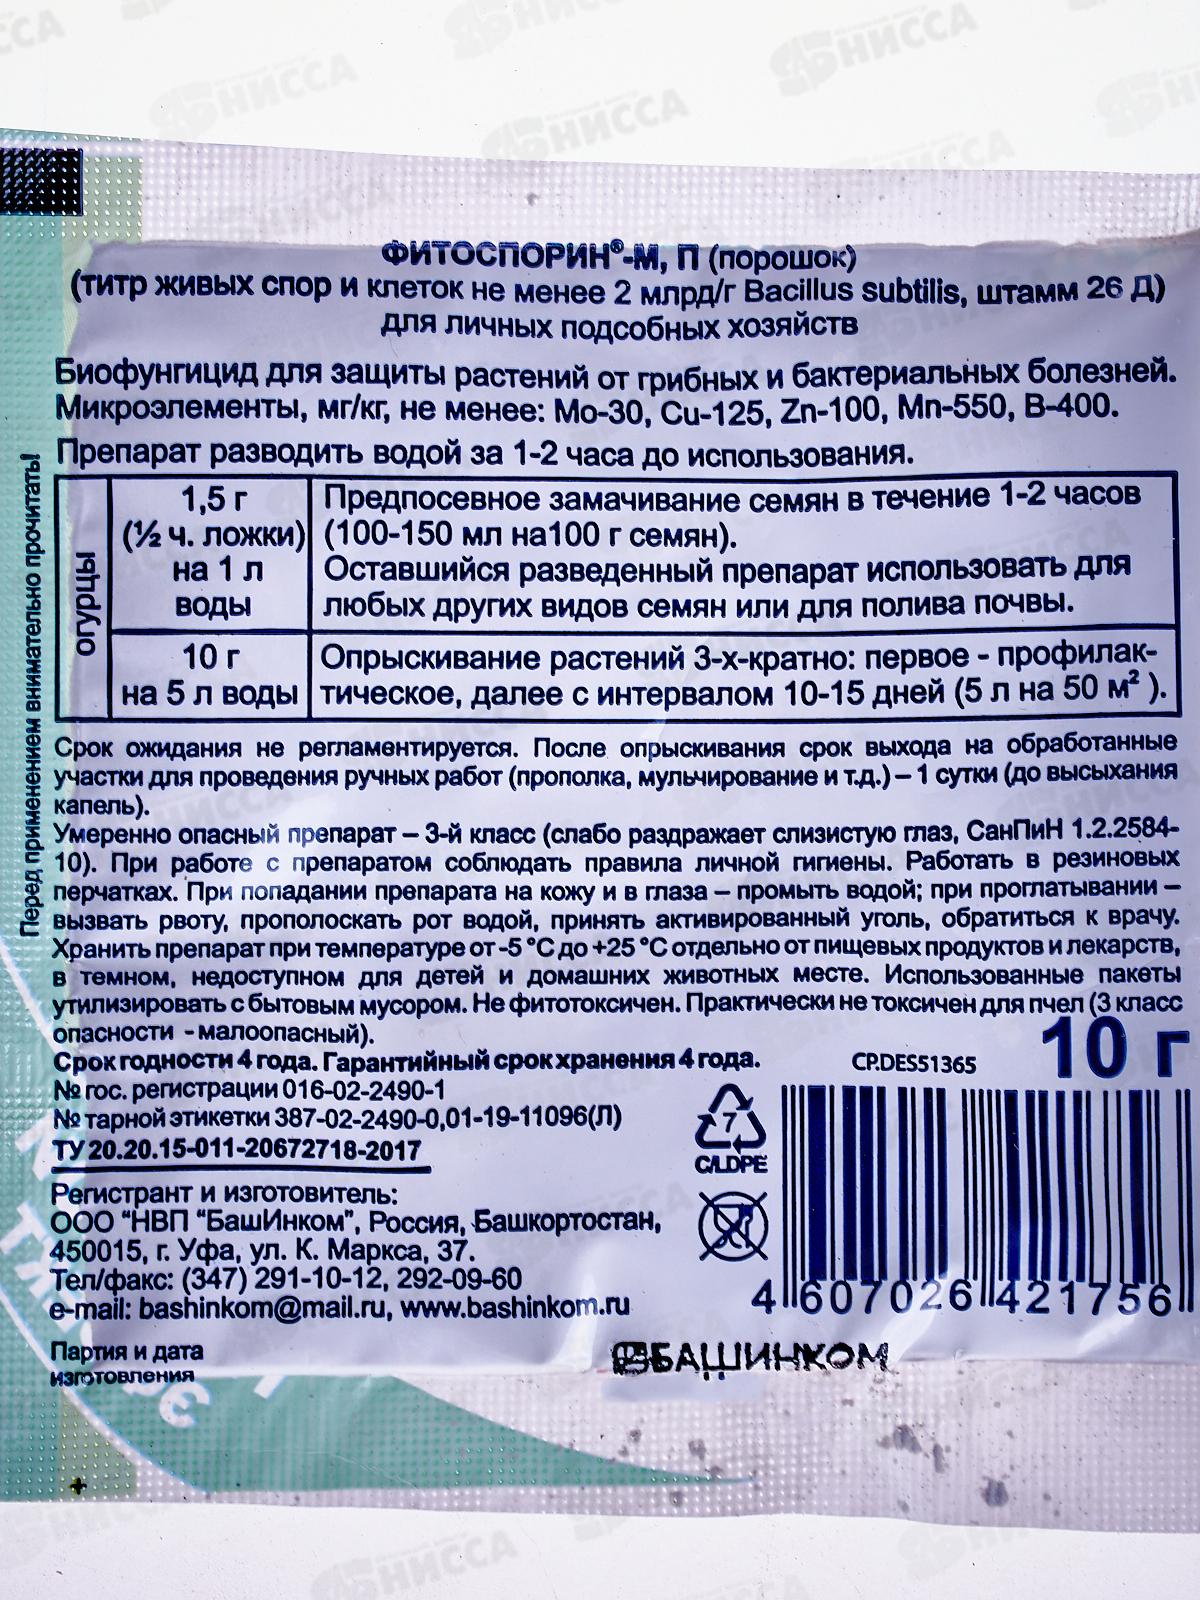 ФИТОСПОРИН®-М, П (порошок)
(титр живых спор и клеток не менее 2 млрд/г Bacillus subtilis, штамм 26 Д)
для личных подсобных хозяйств
Биофунгицид для защиты растений от грибных и бактериальных болезней.
Микроэлементы, мг/кг, не менее: Mo-30, Cu-125, Zn-100, Mn-550, B-400.
Препарат разводить водой за 1-2 часа до использования.
Перед применением внимательно прочитать!
огурцы
1,5 г
(½ ч. ложки)
на 1 л
воды
Предпосевное замачивание семян в течение 1-2 часов
(100-150 мл на100 г семян).
Оставшийся разведенный препарат использовать для
любых других видов семян или для полива почвы.
10 г
на 5 л воды
Опрыскивание растений 3-х-кратно: первое - профилак-
тическое, далее с интервалом 10-15 дней (5 л на 50 м² ).
Срок ожидания не регламентируется. После опрыскивания срок выхода на обработанные
участки для проведения ручных работ (прополка, мульчирование и т.д.) – 1 сутки (до высыхания
капель).
Умеренно опасный препарат – 3-й класс (слабо раздражает слизистую глаз, СанПиН 1.2.2584-
10). При работе с препаратом соблюдать правила личной гигиены. Работать в резиновых
перчатках. При попадании препарата на кожу и в глаза – промыть водой; при проглатывании –
вызвать рвоту, прополоскать рот водой, принять активированный уголь, обратиться к врачу.
Хранить препарат при температуре от -5 °С до +25 °С отдельно от пищевых продуктов и лекарств,
в темном, недоступном для детей и домашних животных месте. Использованные пакеты
утилизировать с бытовым мусором. Не фитотоксичен. Практически не токсичен для пчел (3 класс
опасности - малоопасный).
Срок годности 4 года. Гарантийный срок хранения 4 года.
CP.DES51365
10 г
№ гос. регистрации 016-02-2490-1
№ тарной этикетки 387-02-2490-0,01-19-11096(Л)
ТУ 20.20.15-011-20672718-2017
7
C/LDPE
Регистрант и изготовитель:
ООО “НВП “БашИнком”, Россия, Башкортостан,
450015, г. Уфа, ул. К. Маркса, 37.
Тел/факс: (347) 291-10-12, 292-09-60
e-mail: bashinkom@mail.ru, www.bashinkom.ru
4 607026 421756
Партия и дата
изготовления
БАШИНКОМ